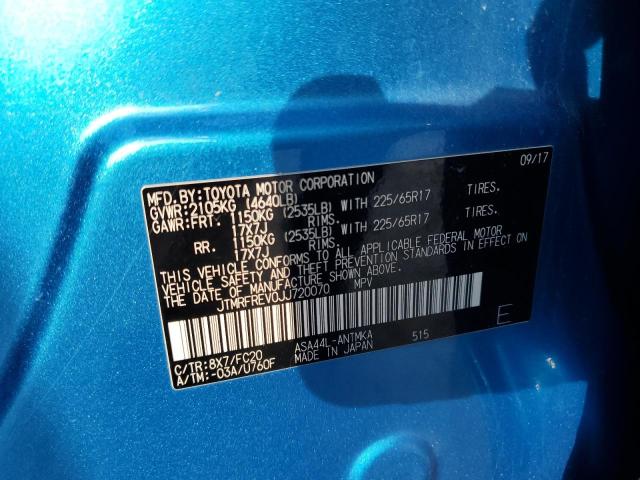 09/17
MFD.BY:TOYOTA MOTOR CORPORATION
GVWR:2105KG (4640LB)
GAWR:FRT. 1150KG (2535LB) WITH 225/65R17 TIRES.
17X7J RIMS.
RR. 1150KG (2535LB) WITH 225/65R17 TIRES.
17X7J RIMS.
THIS VEHICLE CONFORMS TO ALL APPLICABLE FEDERAL MOTOR
VEHICLE SAFETY AND THEFT PREVENTION STANDARDS IN EFFECT ON
THE DATE OF MANUFACTURE SHOWN ABOVE.
JTMRFREV0JJ720070 MPV
ASA44L-ANTMKA 515
C/TR:8X7/FC20 MADE IN JAPAN
A/TM:-03A/U760F
E